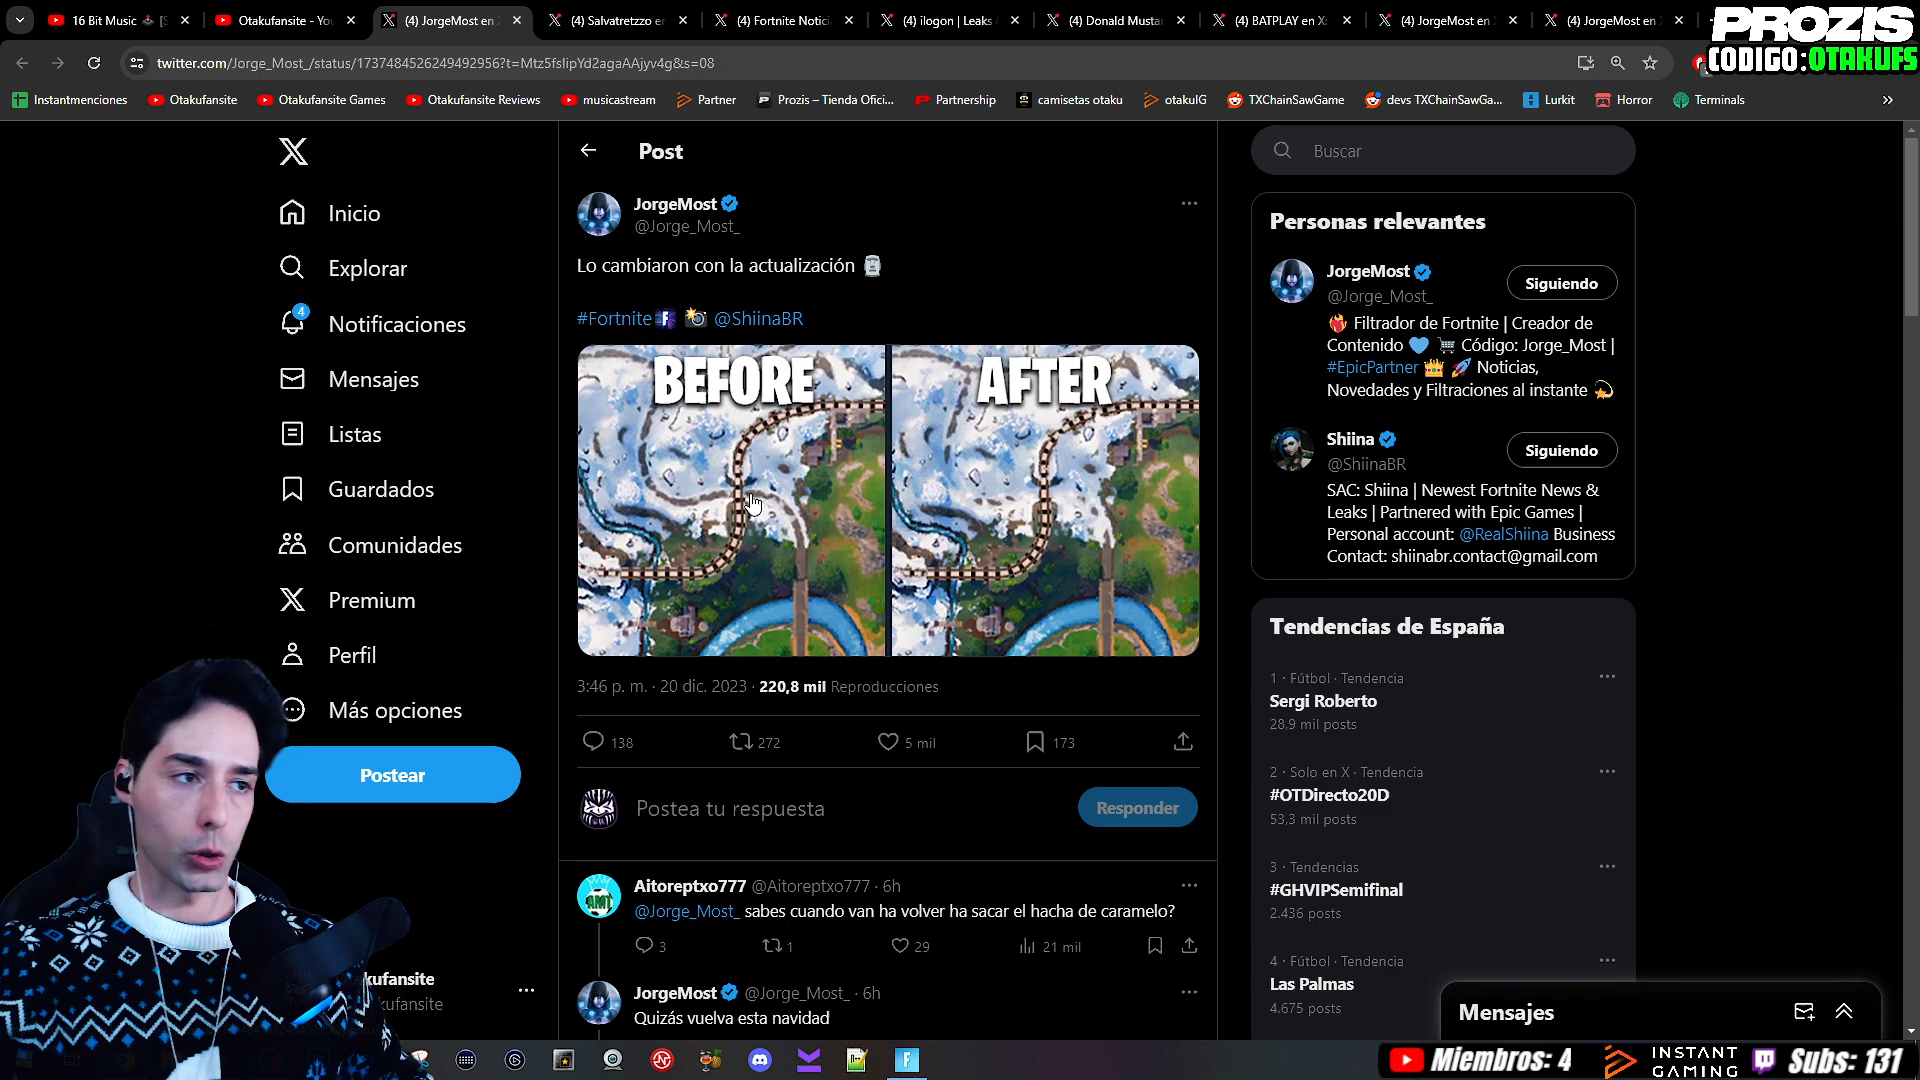 16 Bit Music
Otakufansite - You
(4) JorgeMost en
(4) Salvatretzzo en
(4) Fortnite Notici
(4) ilogon | Leaks
(4) Donald Mustar
(4) BATPLAY en X:
(4) JorgeMost en
(4) JorgeMost en
PROZIS
CODIGO:OTAKUFS
twitter.com/Jorge_Most_/status/1737484526249492956?t=Mtz5fslipYd2agaAAjyv4g&s=08
Instantmenciones
Otakufansite
Otakufansite Games
Otakufansite Reviews
musicastream
Partner
Prozis – Tienda Ofici...
Partnership
camisetas otaku
otakuIG
TXChainSawGame
devs TXChainSawGa...
Lurkit
Horror
Terminals
Inicio
Explorar
4
Notificaciones
Mensajes
Listas
Guardados
Comunidades
Premium
Perfil
Más opciones
Postear
kufansite
kufansite
Post
JorgeMost
@Jorge_Most_
Lo cambiaron con la actualización 🗿
#Fortnite 📸 @ShiinaBR
BEFORE
AFTER
3:46 p. m. · 20 dic. 2023 · 220,8 mil Reproducciones
138
272
5 mil
173
Postea tu respuesta
Responder
Aitoreptxo777 @Aitoreptxo777 · 6h
@Jorge_Most_ sabes cuando van ha volver ha sacar el hacha de caramelo?
3
1
29
21 mil
JorgeMost @Jorge_Most_ · 6h
Quizás vuelva esta navidad
Buscar
Personas relevantes
JorgeMost
@Jorge_Most_
Siguiendo
❤️‍🔥 Filtrador de Fortnite | Creador de
Contenido 💙 🛒 Código: Jorge_Most |
#EpicPartner 👑 🚀 Noticias,
Novedades y Filtraciones al instante 💫
Shiina
@ShiinaBR
Siguiendo
SAC: Shiina | Newest Fortnite News &
Leaks | Partnered with Epic Games |
Personal account: @RealShiina Business
Contact: shiinabr.contact@gmail.com
Tendencias de España
1 · Fútbol · Tendencia
Sergi Roberto
28,9 mil posts
2 · Solo en X · Tendencia
#OTDirecto20D
53,3 mil posts
3 · Tendencias
#GHVIPSemifinal
2.436 posts
4 · Fútbol · Tendencia
Las Palmas
4.675 posts
Mensajes
Miembros: 4
INSTANT
GAMING
Subs: 131